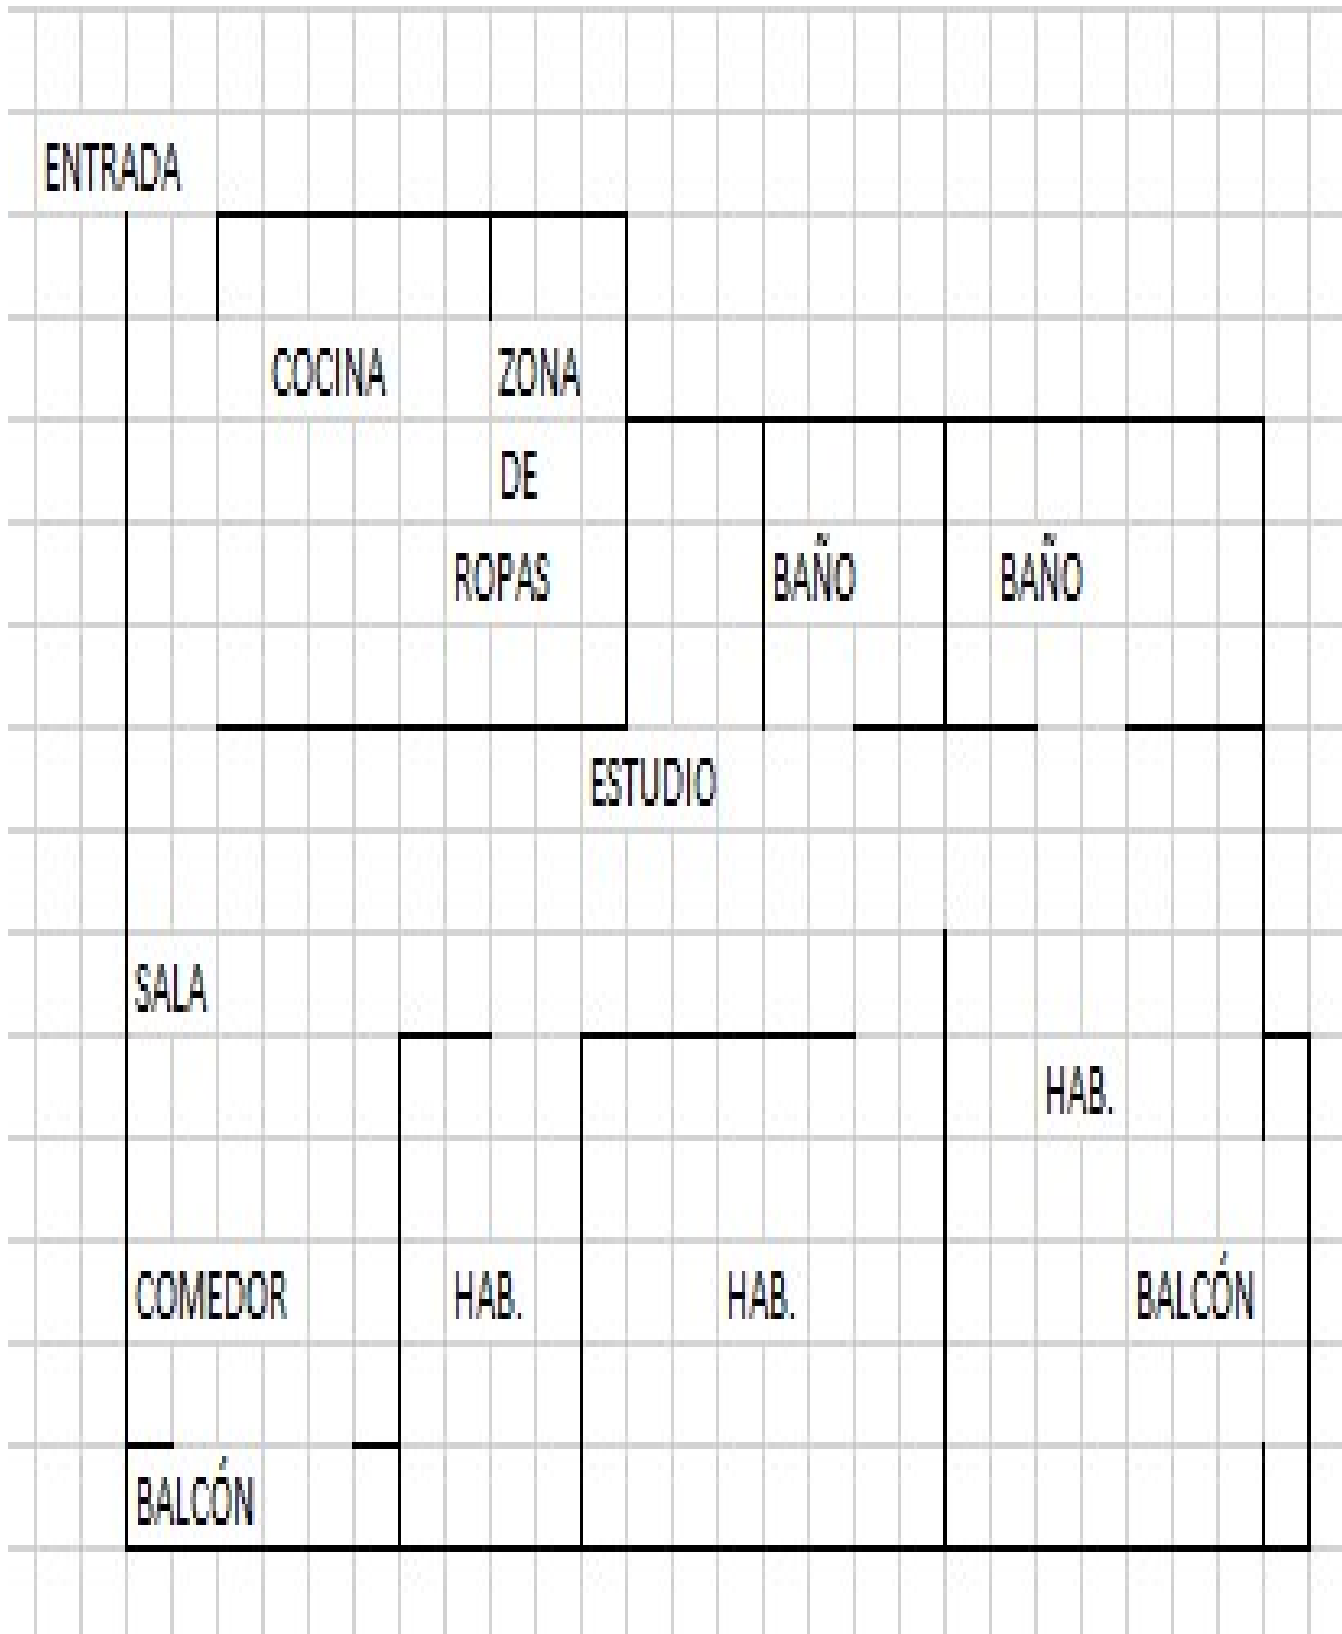 ENTRADA
COCINA
ZONA
DE
ROPAS
BAÑO
BAÑO
ESTUDIO
SALA
HAB.
COMEDOR
HAB.
HAB.
BALCÓN
BALCÓN